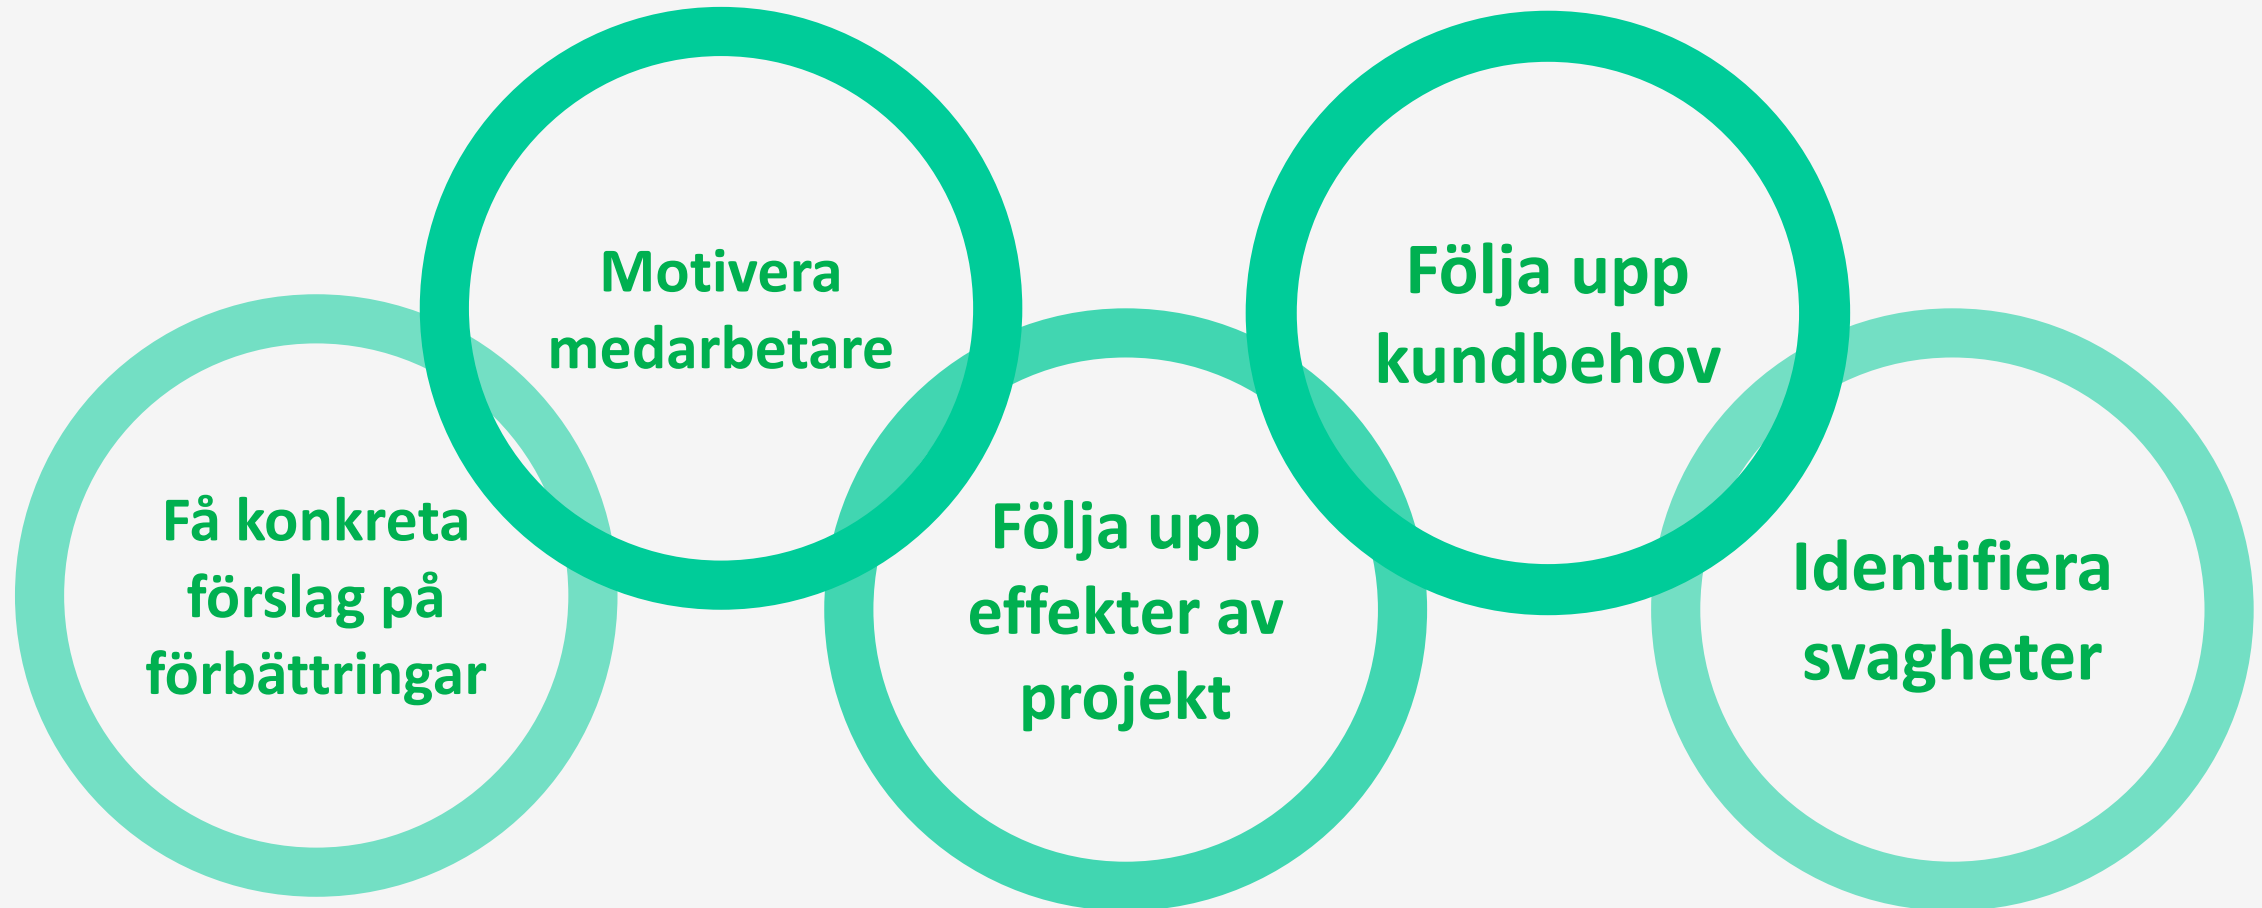 Få konkreta
förslag på
förbättringar
Motivera
medarbetare
Följa upp
effekter av
projekt
Följa upp
kundbehov
Identifiera
svagheter